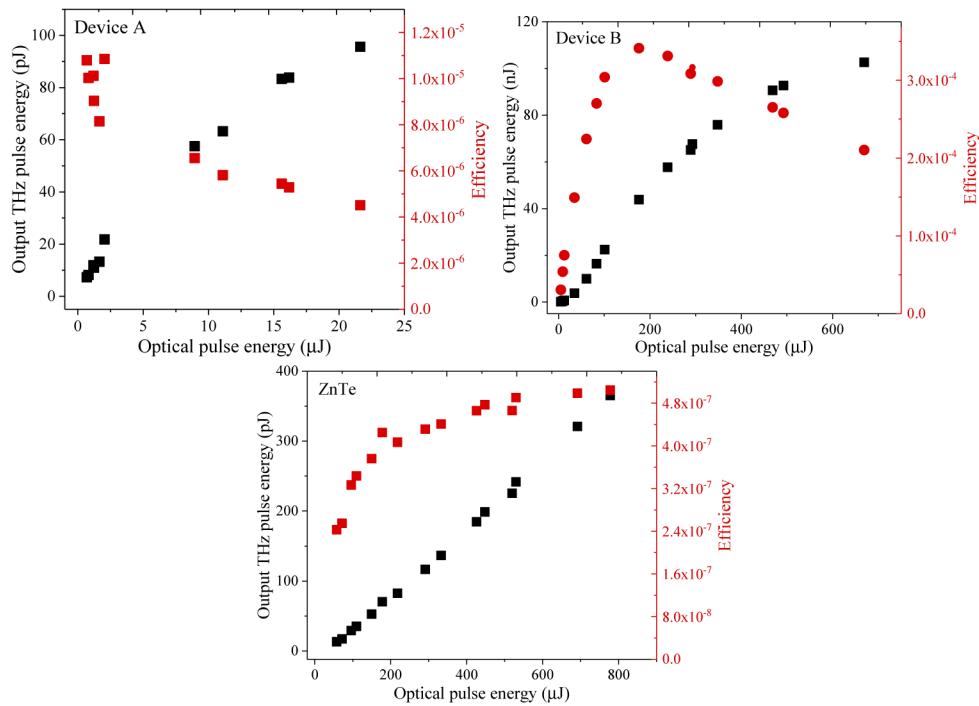 Device A
Output THz pulse energy (pJ)
100
80
60
40
20
0
0
5
10
15
20
25
Optical pulse energy (μJ)
1.2x10⁻⁵
1.0x10⁻⁵
8.0x10⁻⁶
6.0x10⁻⁶
4.0x10⁻⁶
2.0x10⁻⁶
0.0
Efficiency
Device B
Output THz pulse energy (nJ)
120
80
40
0
0
200
400
600
Optical pulse energy (μJ)
3.0x10⁻⁴
2.0x10⁻⁴
1.0x10⁻⁴
0.0
Efficiency
ZnTe
Output THz pulse energy (pJ)
400
300
200
100
0
0
200
400
600
800
Optical pulse energy (μJ)
4.8x10⁻⁷
4.0x10⁻⁷
3.2x10⁻⁷
2.4x10⁻⁷
1.6x10⁻⁷
8.0x10⁻⁸
0.0
Efficiency